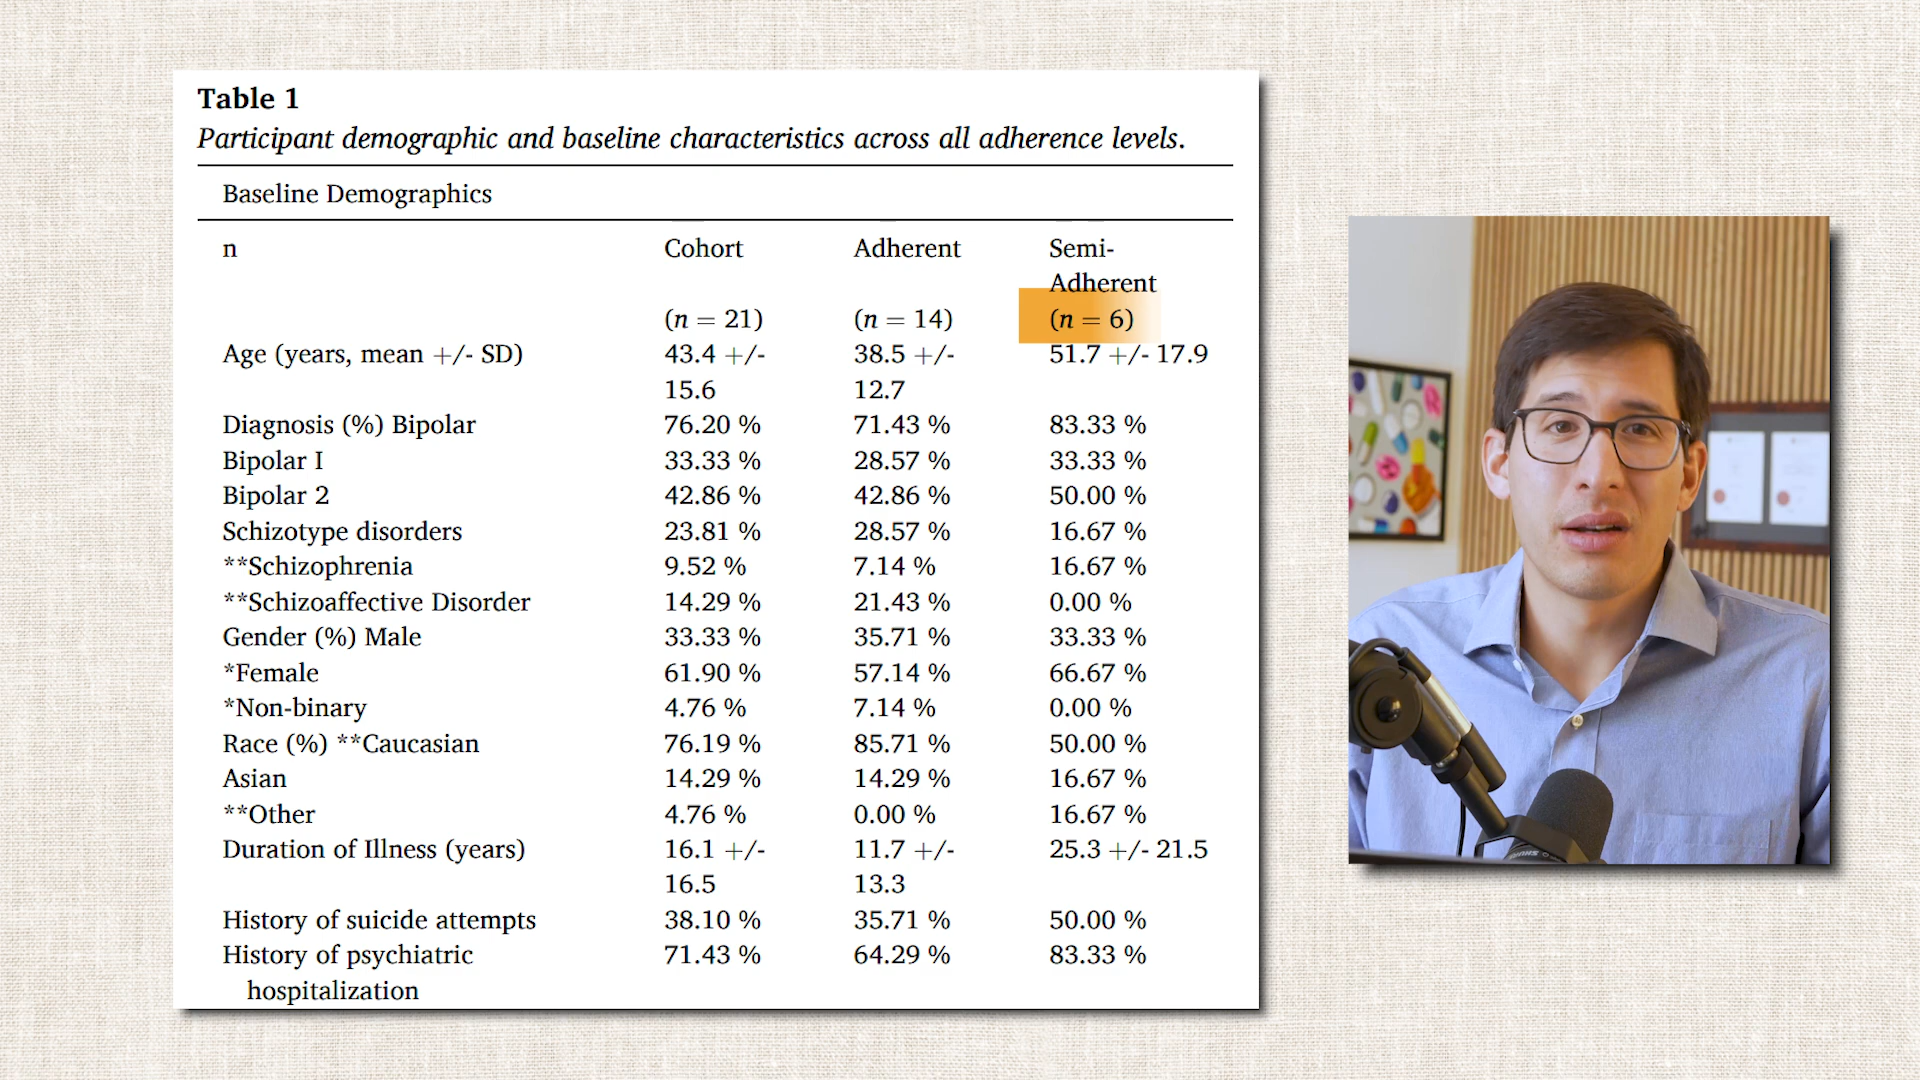 Table 1
Participant demographic and baseline characteristics across all adherence levels.
Baseline Demographics
n Cohort Adherent Semi-
Adherent
(n = 21) (n = 14) (n = 6)
Age (years, mean +/- SD) 43.4 +/- 38.5 +/- 51.7 +/- 17.9
15.6 12.7
Diagnosis (%) Bipolar 76.20 % 71.43 % 83.33 %
Bipolar I 33.33 % 28.57 % 33.33 %
Bipolar 2 42.86 % 42.86 % 50.00 %
Schizotype disorders 23.81 % 28.57 % 16.67 %
**Schizophrenia 9.52 % 7.14 % 16.67 %
**Schizoaffective Disorder 14.29 % 21.43 % 0.00 %
Gender (%) Male 33.33 % 35.71 % 33.33 %
*Female 61.90 % 57.14 % 66.67 %
*Non-binary 4.76 % 7.14 % 0.00 %
Race (%) **Caucasian 76.19 % 85.71 % 50.00 %
Asian 14.29 % 14.29 % 16.67 %
**Other 4.76 % 0.00 % 16.67 %
Duration of Illness (years) 16.1 +/- 11.7 +/- 25.3 +/- 21.5
16.5 13.3
History of suicide attempts 38.10 % 35.71 % 50.00 %
History of psychiatric 71.43 % 64.29 % 83.33 %
hospitalization